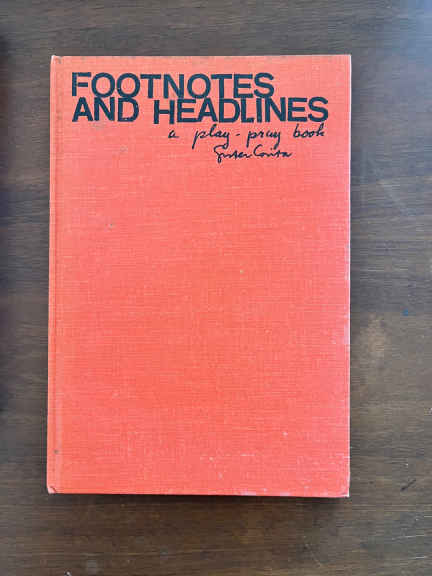 FOOTNOTES
AND HEADLINES
a play-pray book
Sister Corita